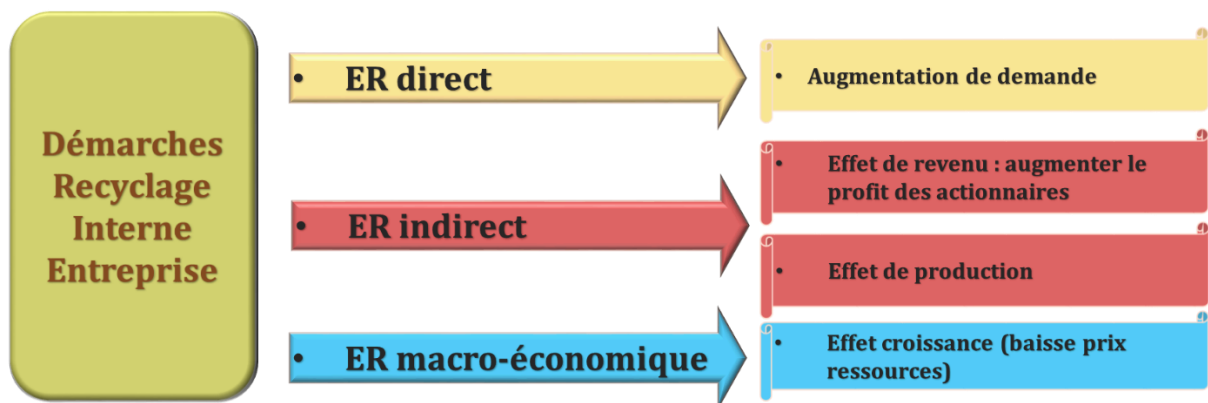 Démarches
Recyclage
Interne
Entreprise
• ER direct
• Augmentation de demande
• ER indirect
• Effet de revenu : augmenter le
profit des actionnaires
• Effet de production
• ER macro-économique
• Effet croissance (baisse prix
ressources)